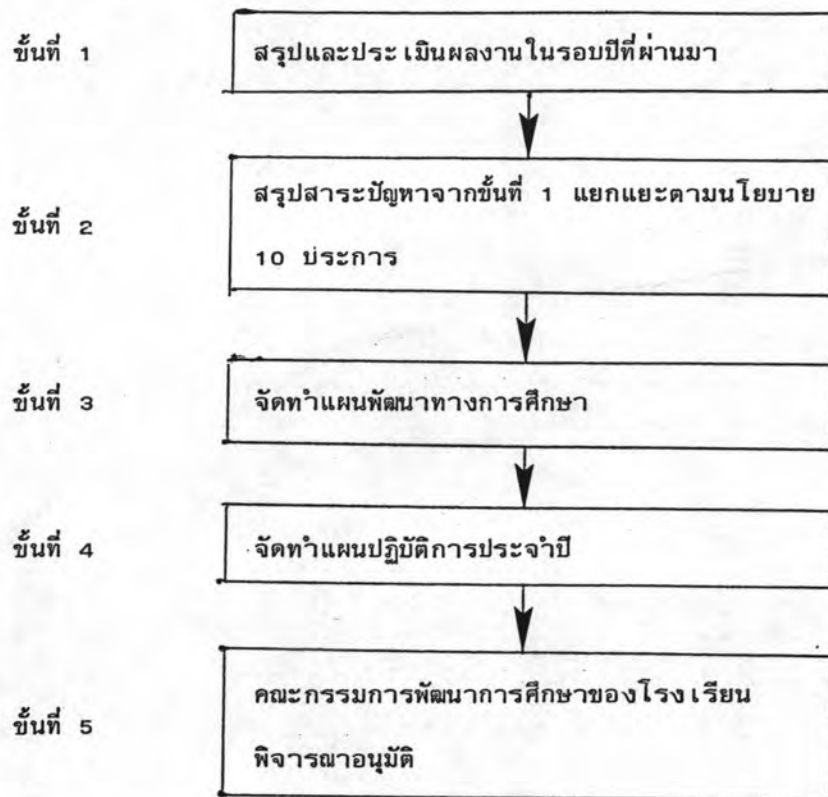 ขั้นที่ 1 สรุปและประเมินผลงานในรอบปีที่ผ่านมา
ขั้นที่ 2 สรุปสาระปัญหาจากขั้นที่ 1 แยกแยะตามนโยบาย
10 ประการ
ขั้นที่ 3 จัดทำแผนพัฒนาทางการศึกษา
ขั้นที่ 4 จัดทำแผนปฏิบัติการประจำปี
ขั้นที่ 5 คณะกรรมการพัฒนาการศึกษาของโรงเรียน
พิจารณาอนุมัติ